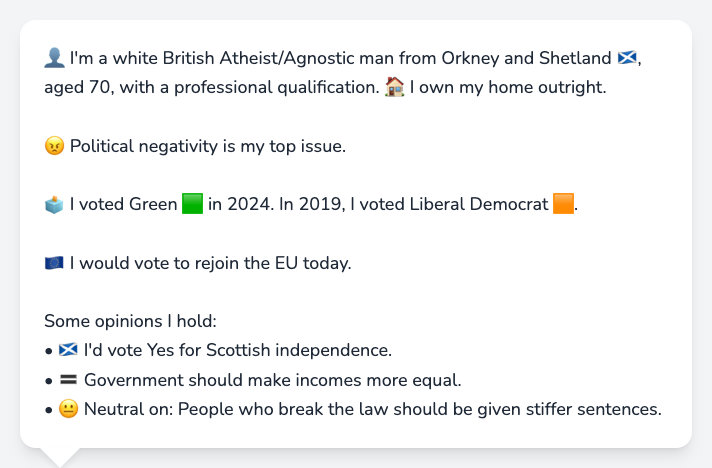 👤 I'm a white British Atheist/Agnostic man from Orkney and Shetland 🏴󠁧󠁢󠁳󠁣󠁴󠁿,
aged 70, with a professional qualification. 🏠 I own my home outright.
😠 Political negativity is my top issue.
🗳️ I voted Green 🟩 in 2024. In 2019, I voted Liberal Democrat 🟧.
🇪🇺 I would vote to rejoin the EU today.
Some opinions I hold:
• 🏴󠁧󠁢󠁳󠁣󠁴󠁿 I'd vote Yes for Scottish independence.
• 🟰 Government should make incomes more equal.
• 😐 Neutral on: People who break the law should be given stiffer sentences.